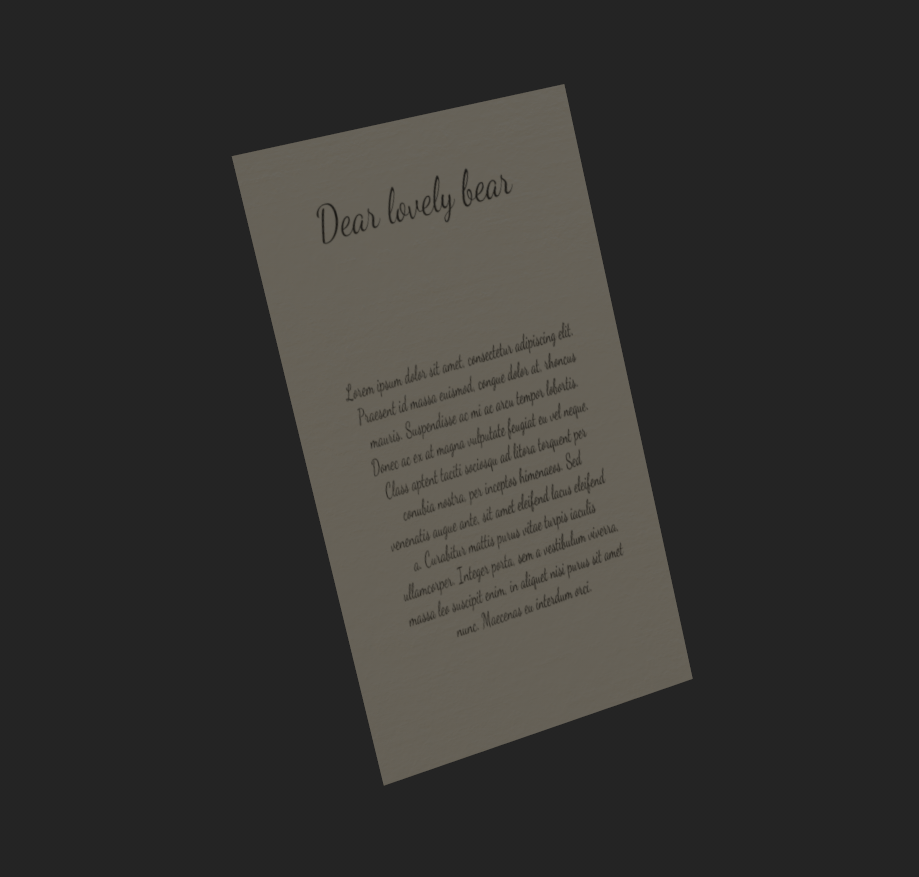 Dear lovely bear
Lorem ipsum dolor sit amet, consectetur adipiscing elit.
Praesent id massa euismod, congue dolor at, rhoncus
mauris. Suspendisse ac mi ac arcu tempor lobortis.
Donec ac ex at magna vulputate feugiat eu vel neque.
Class aptent taciti sociosqu ad litora torquent per
conubia nostra, per inceptos himenaeos. Sed
venenatis augue ante, sit amet eleifend lacus eleifend
a. Curabitur mattis purus vitae turpis iaculis
ullamcorper. Integer porta, sem a vestibulum viverra,
massa leo suscipit enim, in aliquet nisi purus sit amet
nunc. Maecenas eu interdum orci.